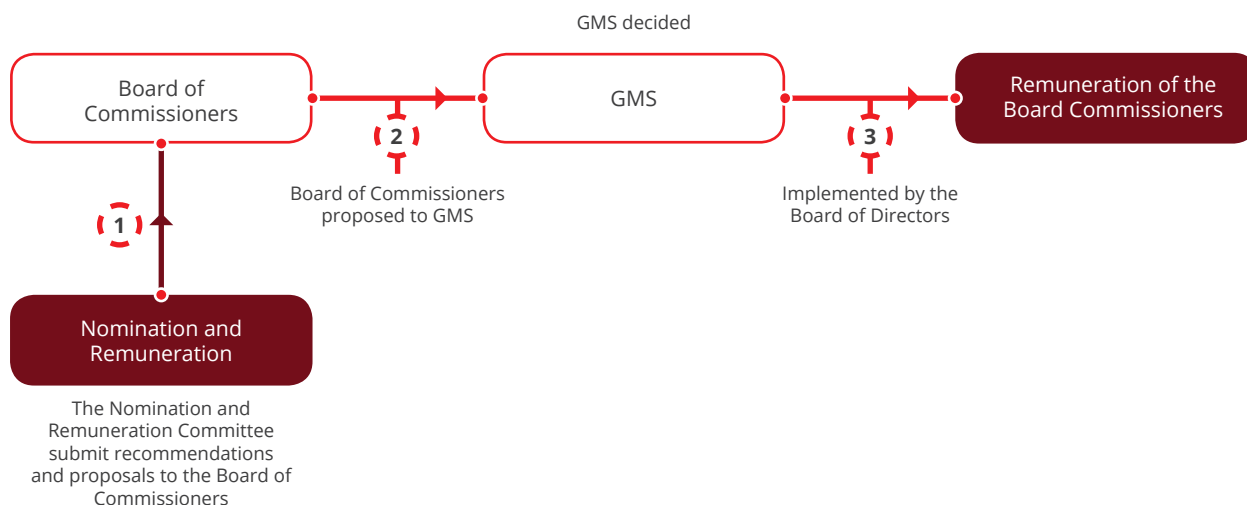 GMS decided
Board of
Commissioners
GMS
Remuneration of the
Board Commissioners
2
3
Board of Commissioners
proposed to GMS
Implemented by the
Board of Directors
1
Nomination and
Remuneration
The Nomination and
Remuneration Committee
submit recommendations
and proposals to the Board of
Commissioners